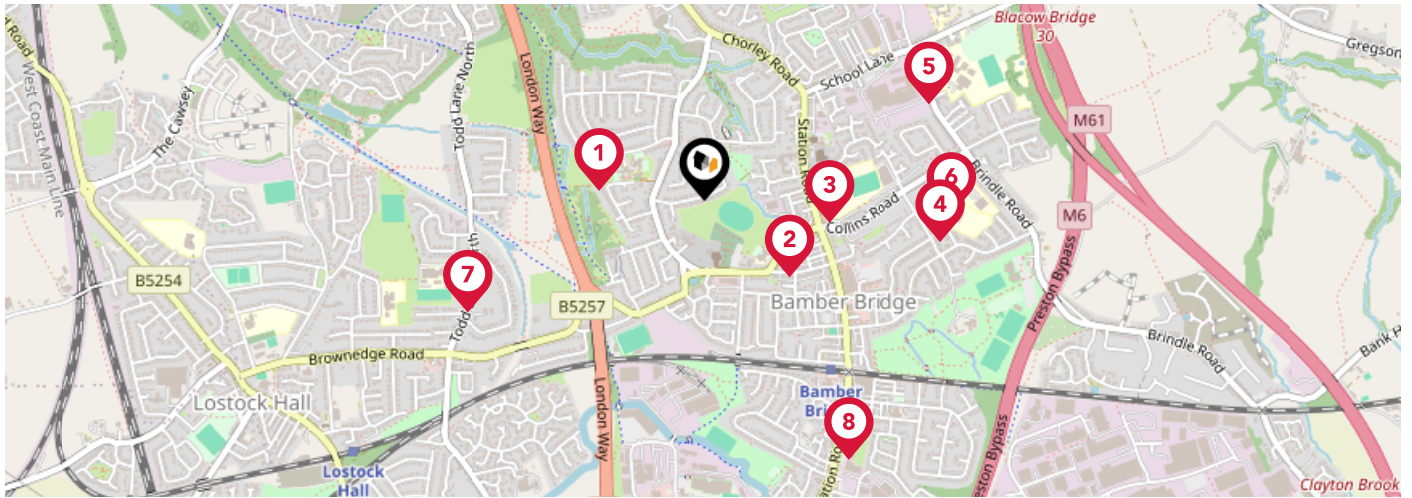 Blacow Bridge
30
Gregson
Road
West Coast Main Line
The Cawsey
Todd Lane North
London Way
Chorley Road
School Lane
5
M61
1
Station Road
3
6
4
Brindle Road
Collins Road
M6
2
7
B5254
B5257
Todd
Bamber Bridge
Preston Bypass
Brindle Road
Bank H
Brownedge Road
Lostock Hall
London Way
Bamber
Bri
8
Station Ro
Preston Bypass
Lostock
Hall
Clayton Brook